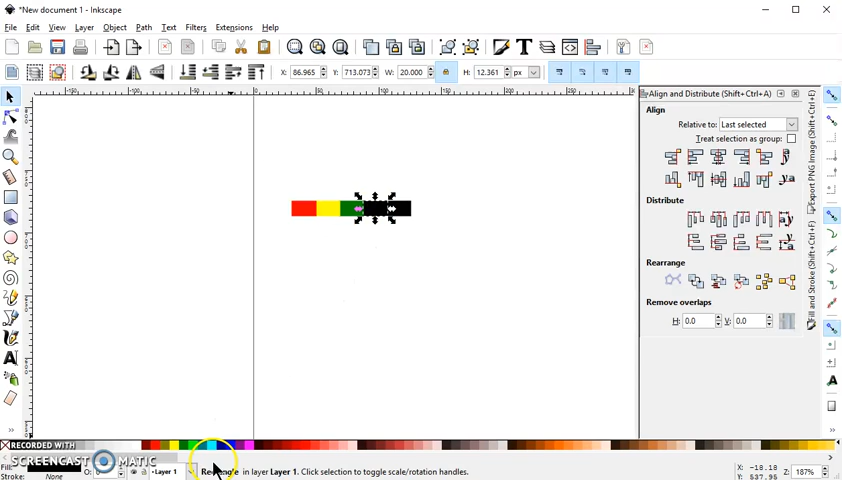 *New document 1 - Inkscape
File Edit View Layer Object Path Text Filters Extensions Help
X: 86.965 Y: 713.073 W: 20.000 H: 12.361 px
Align and Distribute (Shift+Ctrl+A)
Align
Relative to: Last selected
Treat selection as group:
Distribute
Rearrange
Remove overlaps
H: 0.0 V: 0.0
Export PNG Image (Shift+Ctrl+E)
Fill and Stroke (Shift+Ctrl+F)
RECORDED WITH
SCREENCAST MATIC
Fill:
Stroke: None
O:
Layer 1
Rectangle in layer Layer 1. Click selection to toggle scale/rotation handles.
X: -18.18
Y: 537.95
Z: 187%